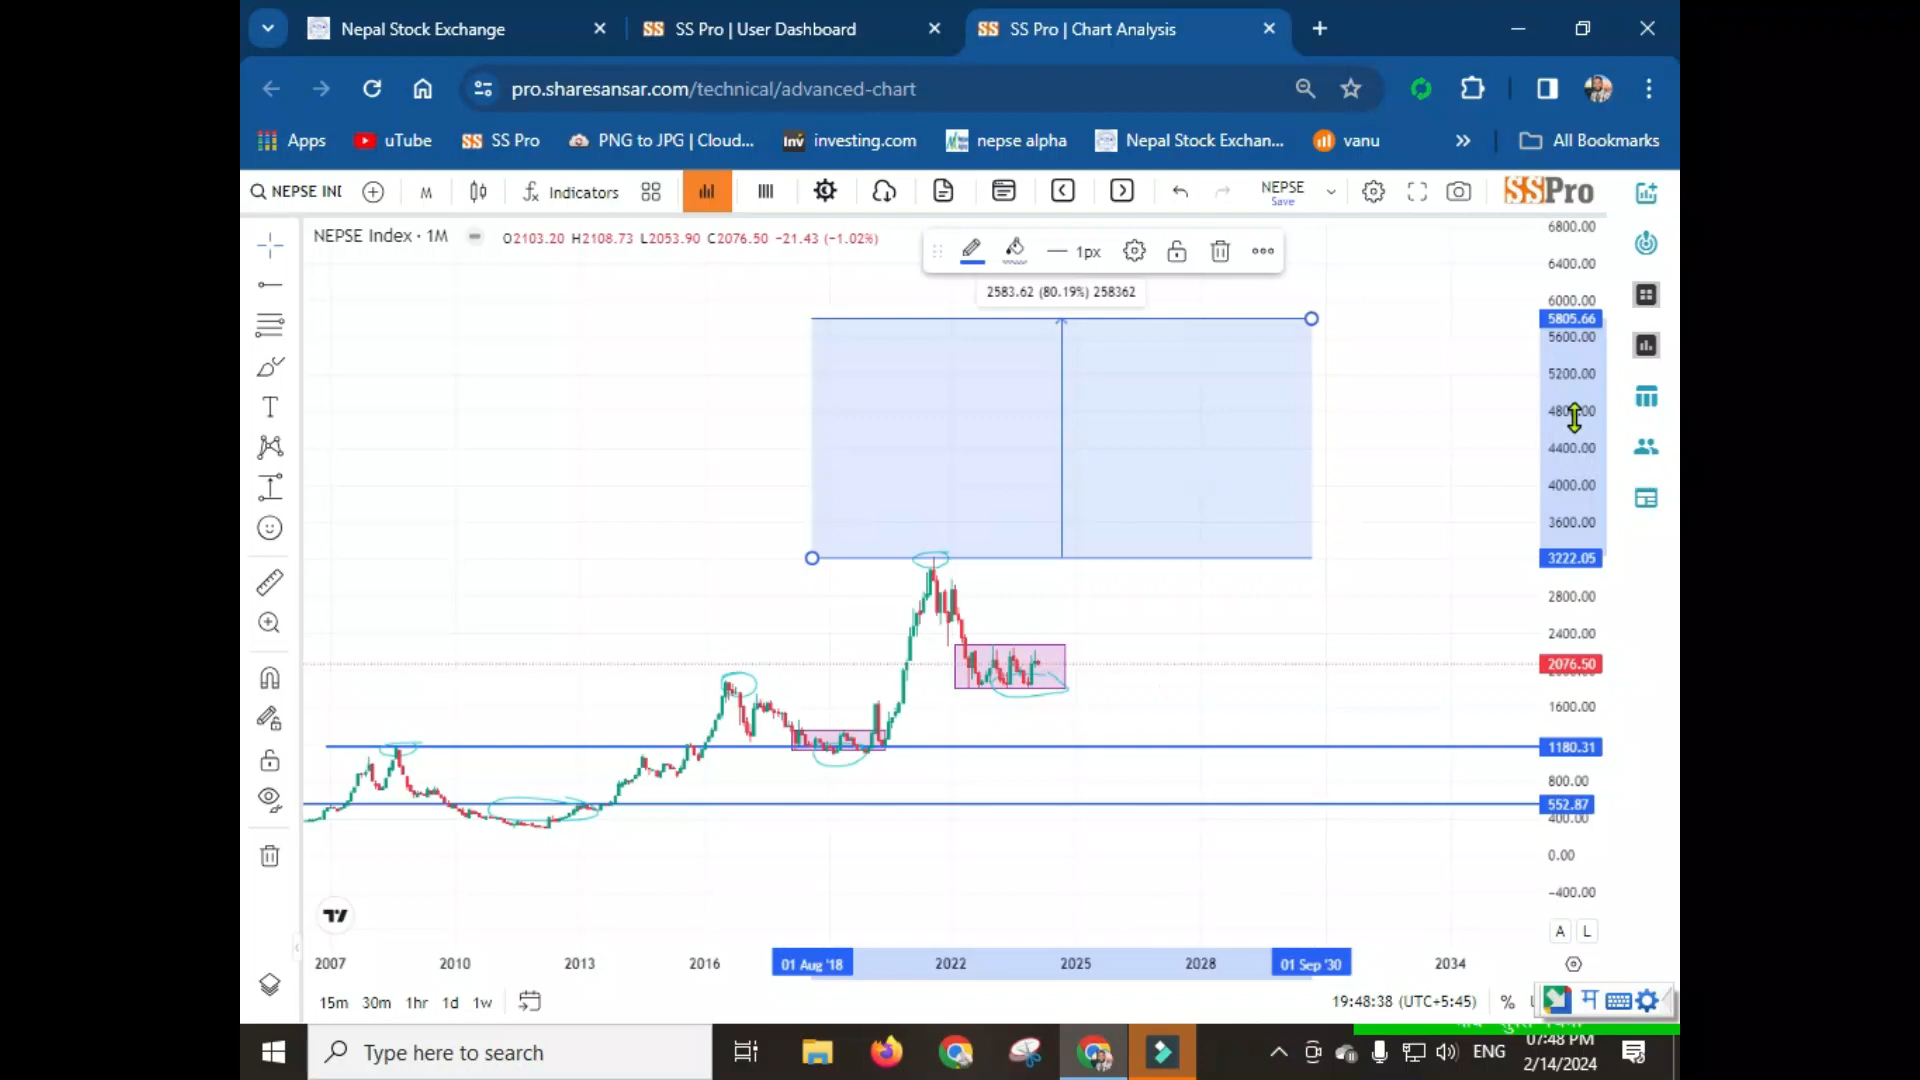 Nepal Stock Exchange
SS SS Pro | User Dashboard
SS SS Pro | Chart Analysis
pro.sharesansar.com/technical/advanced-chart
Apps uTube SS SS Pro PNG to JPG | Cloud... Inv investing.com nepse alpha Nepal Stock Exchan... vanu » All Bookmarks
NEPSE INI M Indicators NEPSE Save SSPro
NEPSE Index · 1M O2103.20 H2108.73 L2053.90 C2076.50 −21.43 (−1.02%)
1px
2583.62 (80.19%) 258362
6800.00
6400.00
6000.00
5805.66
5600.00
5200.00
4400.00
4000.00
3600.00
3222.05
2800.00
2400.00
2076.50
1600.00
1180.31
800.00
552.87
400.00
0.00
−400.00
A L
2007 2010 2013 2016 01 Aug '18 2022 2025 2028 01 Sep '30 2034
15m 30m 1hr 1d 1w 19:48:38 (UTC+5:45) %
म
Type here to search
ENG
07:48 PM
2/14/2024